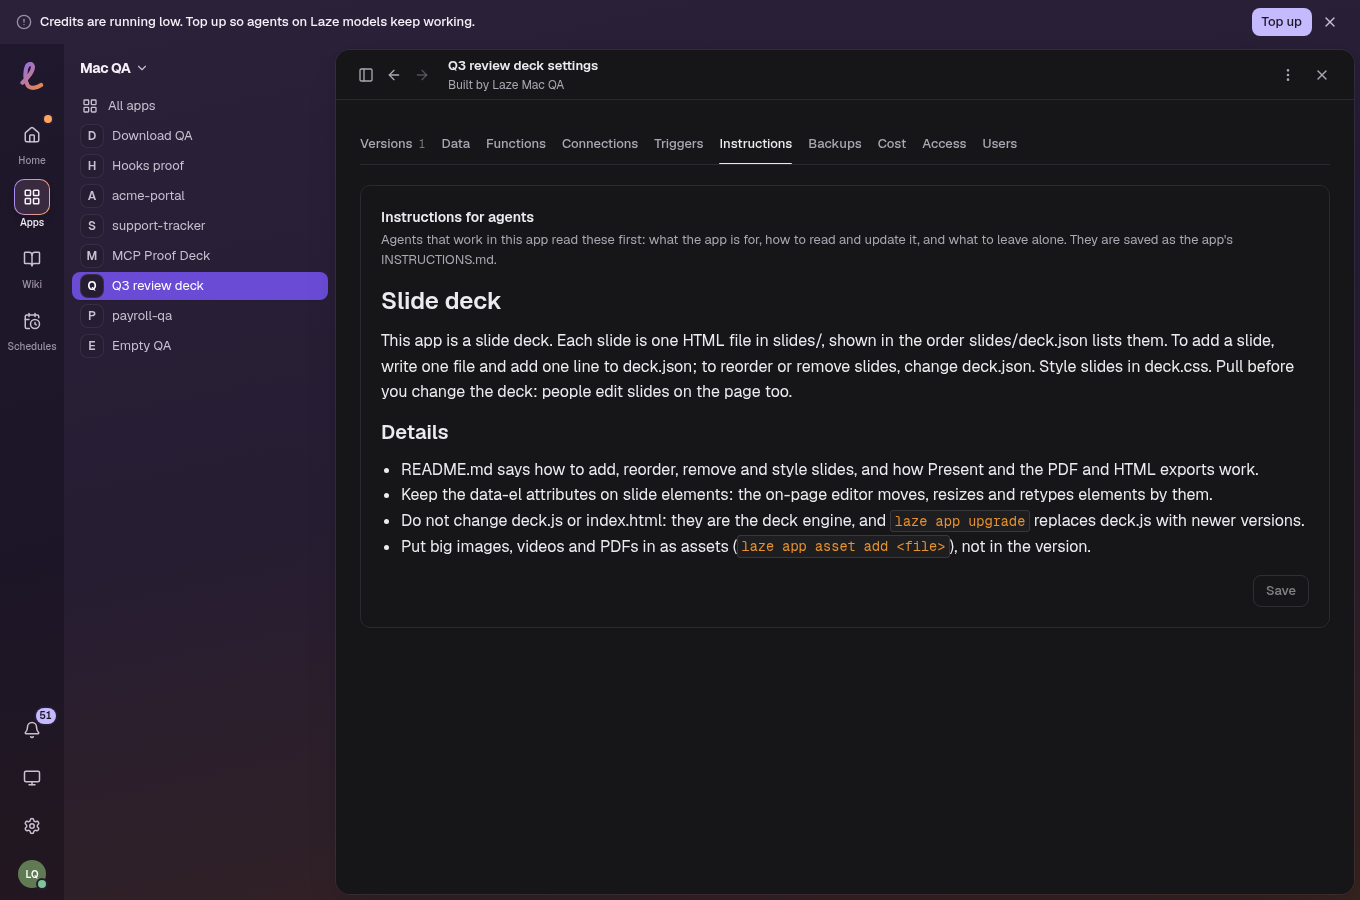 Credits are running low. Top up so agents on Laze models keep working.
Top up
Mac QA
Home
Apps
Wiki
Schedules
51
LQ
All apps
D Download QA
H Hooks proof
A acme-portal
S support-tracker
M MCP Proof Deck
Q Q3 review deck
P payroll-qa
E Empty QA
Q3 review deck settings
Built by Laze Mac QA
Versions 1 Data Functions Connections Triggers Instructions Backups Cost Access Users
Instructions for agents
Agents that work in this app read these first: what the app is for, how to read and update it, and what to leave alone. They are saved as the app's
INSTRUCTIONS.md.
Slide deck
This app is a slide deck. Each slide is one HTML file in slides/, shown in the order slides/deck.json lists them. To add a slide,
write one file and add one line to deck.json; to reorder or remove slides, change deck.json. Style slides in deck.css. Pull before
you change the deck: people edit slides on the page too.
Details
• README.md says how to add, reorder, remove and style slides, and how Present and the PDF and HTML exports work.
• Keep the data-el attributes on slide elements: the on-page editor moves, resizes and retypes elements by them.
• Do not change deck.js or index.html: they are the deck engine, and laze app upgrade replaces deck.js with newer versions.
• Put big images, videos and PDFs in as assets (laze app asset add <file>), not in the version.
Save